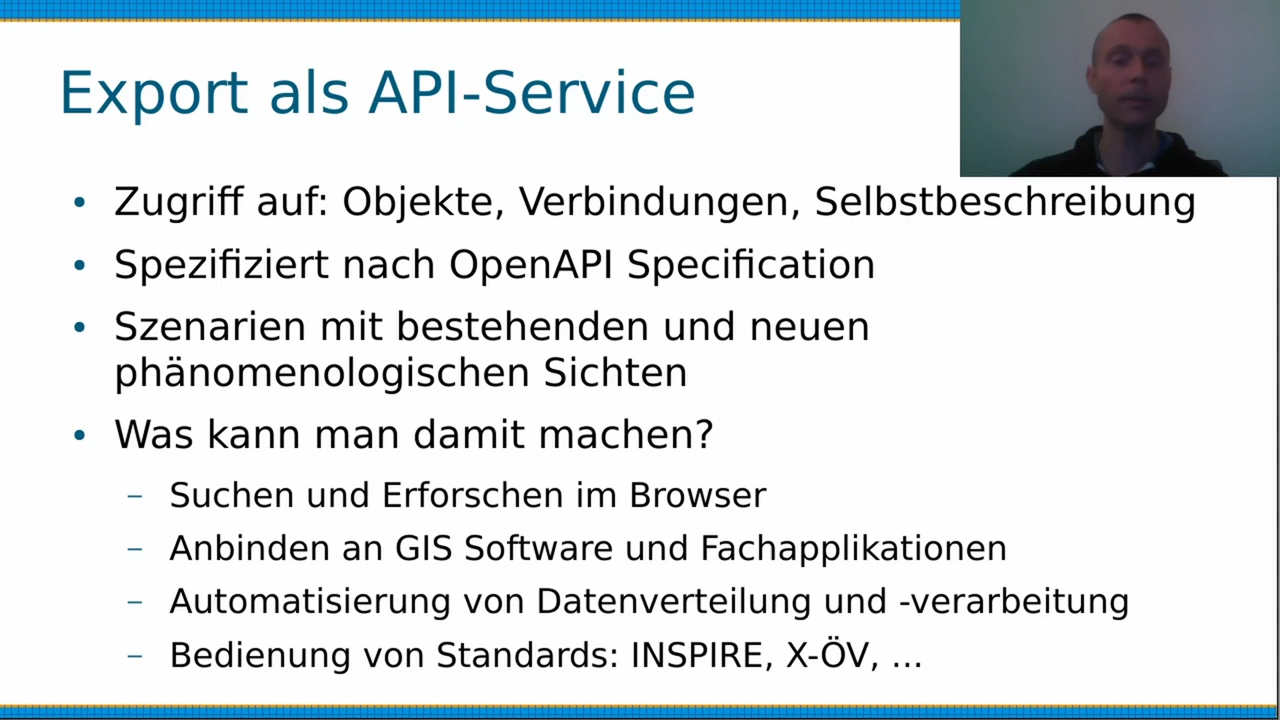 Export als API-Service
• Zugriff auf: Objekte, Verbindungen, Selbstbeschreibung
• Spezifiziert nach OpenAPI Specification
• Szenarien mit bestehenden und neuen
phänomenologischen Sichten
• Was kann man damit machen?
– Suchen und Erforschen im Browser
– Anbinden an GIS Software und Fachapplikationen
– Automatisierung von Datenverteilung und -verarbeitung
– Bedienung von Standards: INSPIRE, X-ÖV, ...